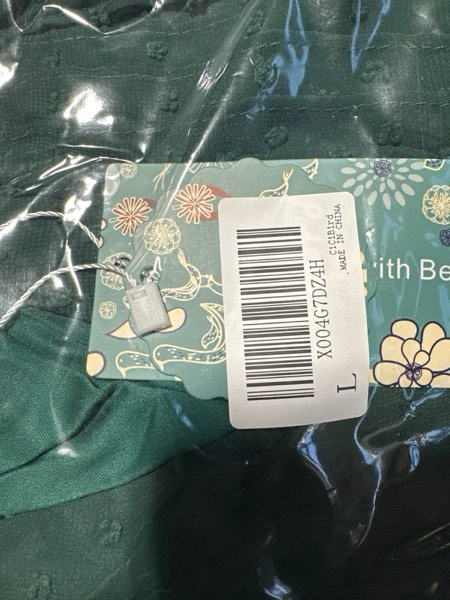 CiCiBird
MADE IN CHINA
X004G7DZ4H
L
ith Be